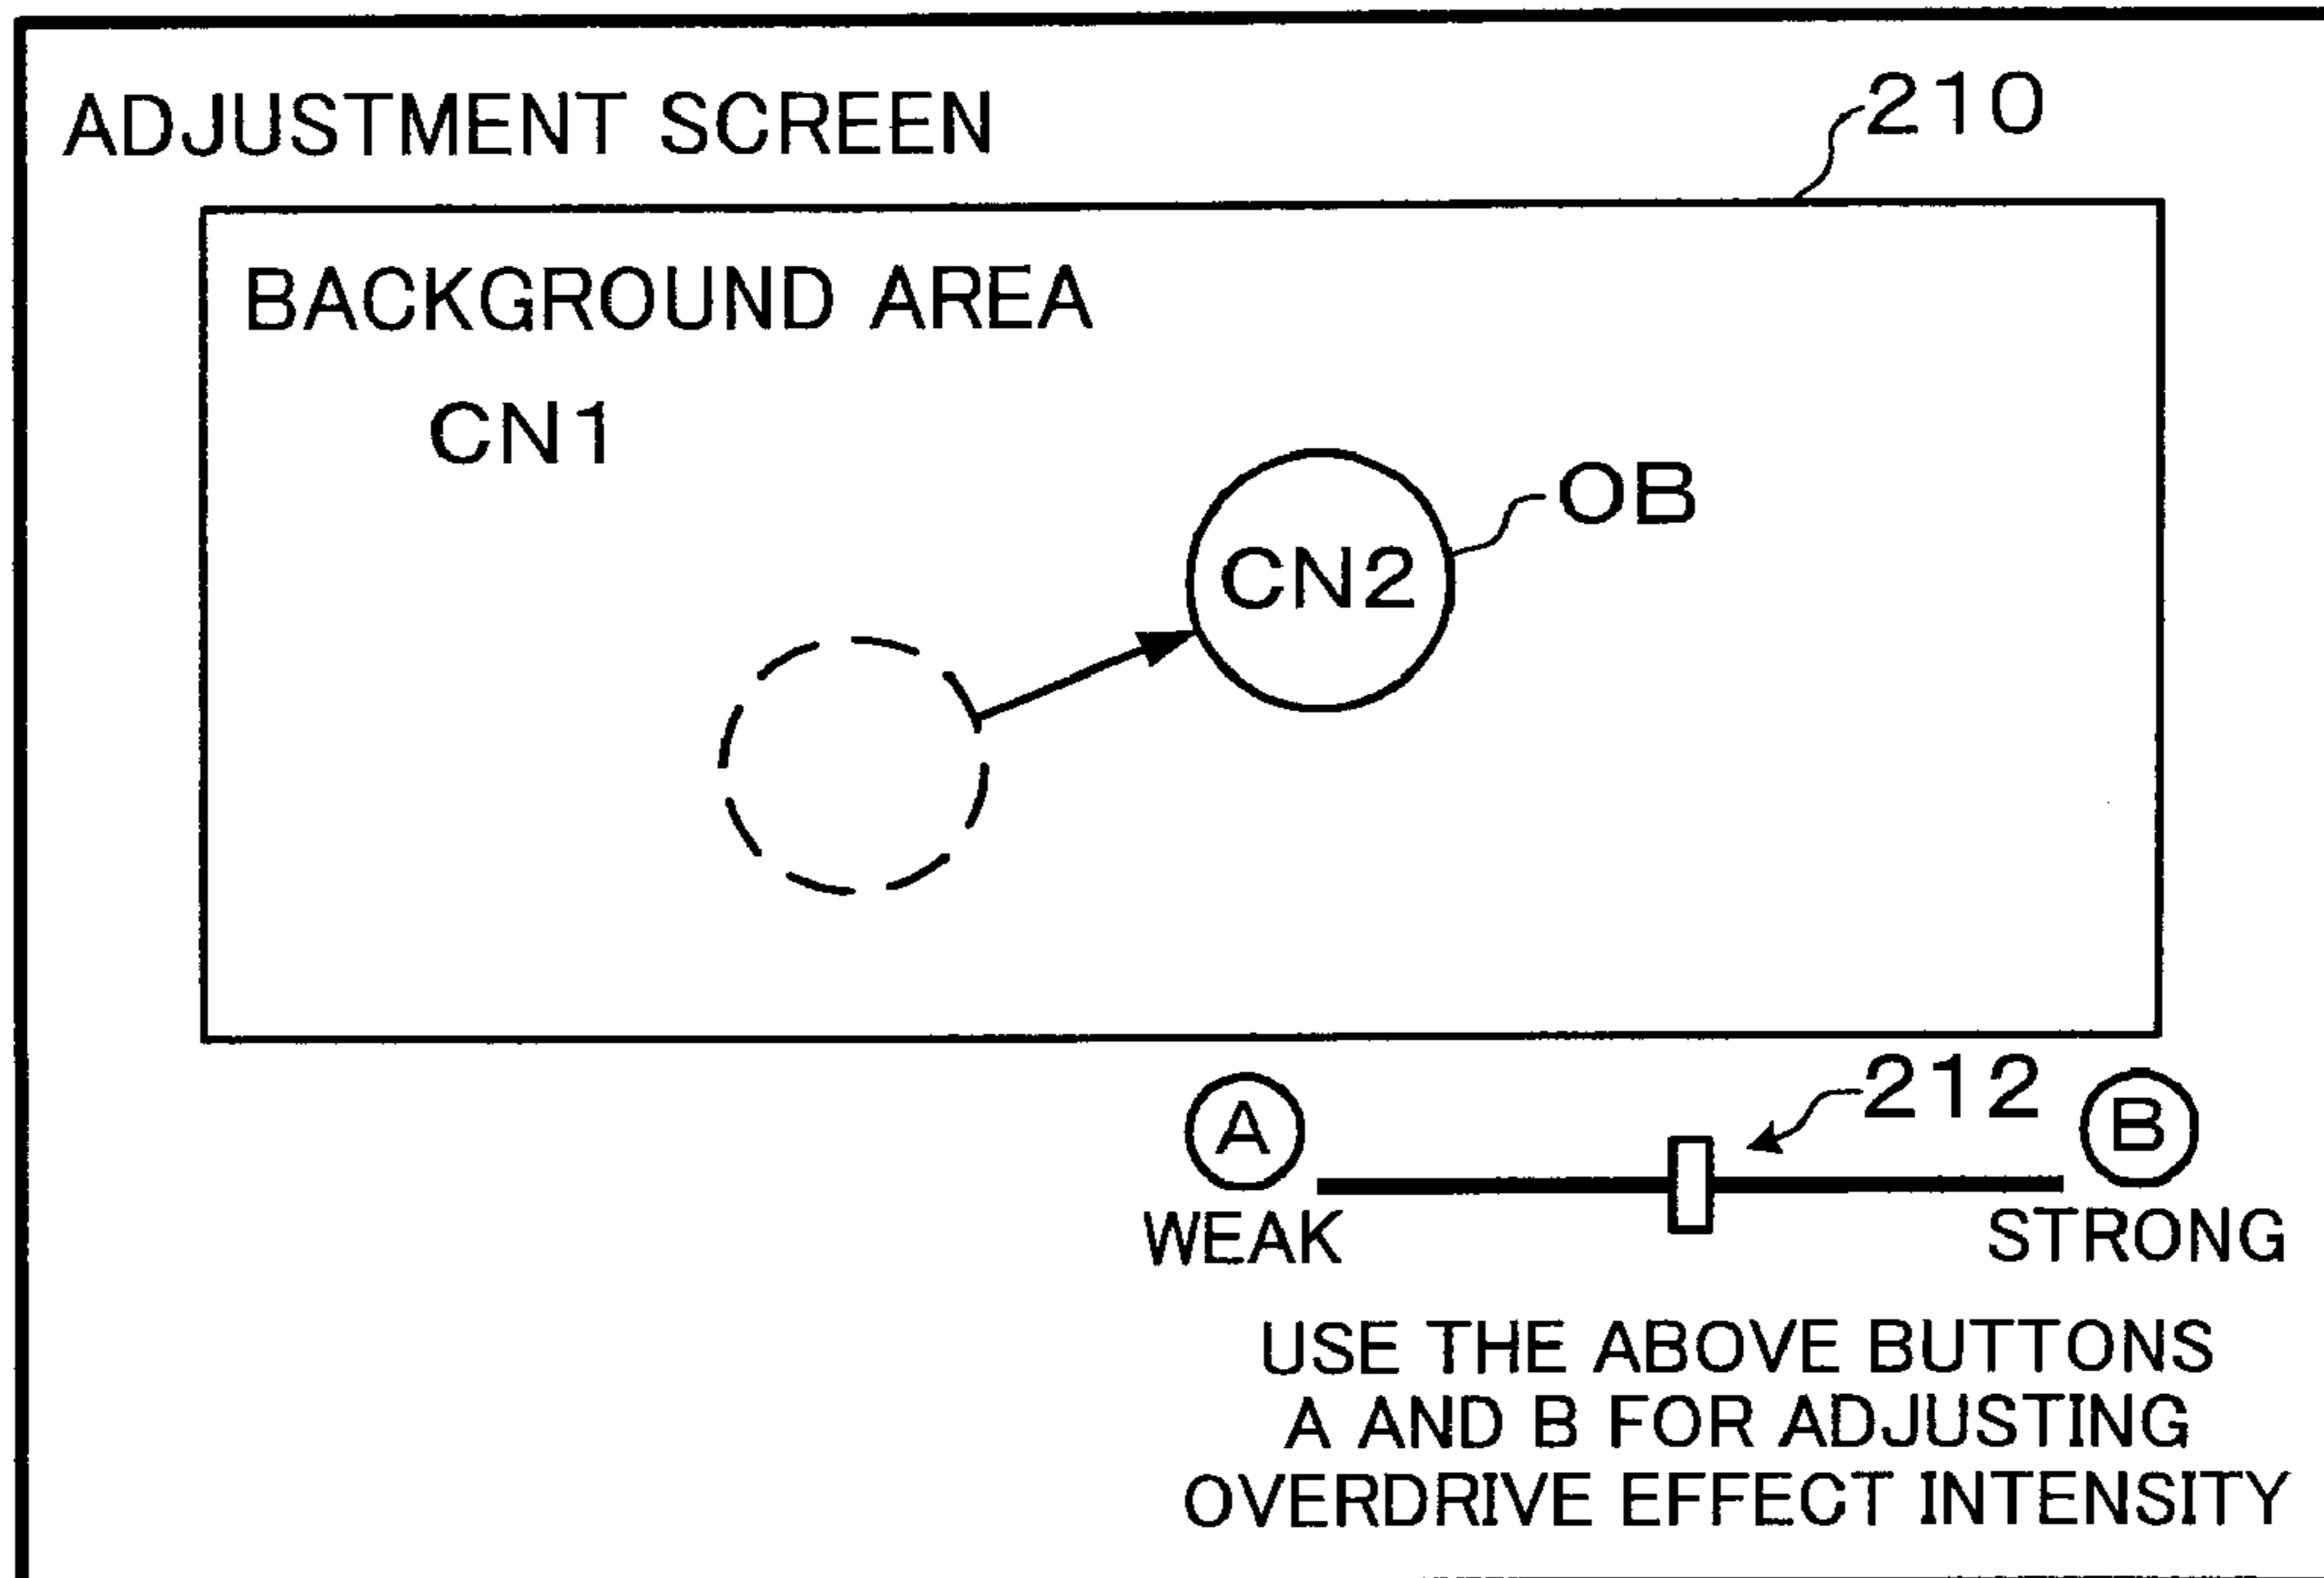 ADJUSTMENT SCREEN
210
BACKGROUND AREA
CN1
OB
CN2
212
A
B
WEAK
STRONG
USE THE ABOVE BUTTONS
A AND B FOR ADJUSTING
OVERDRIVE EFFECT INTENSITY